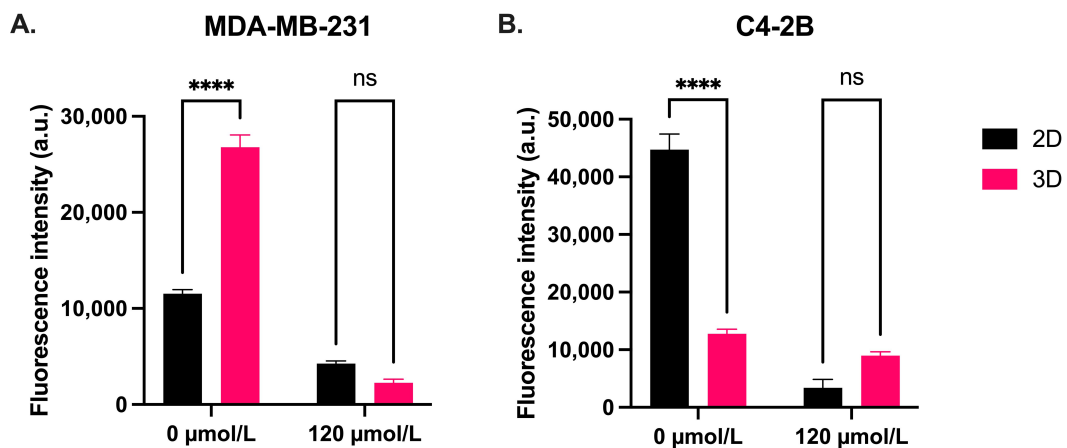 A.
MDA-MB-231
Fluorescence intensity (a.u.)
30,000
20,000
10,000
0
****
ns
0 µmol/L
120 µmol/L
B.
C4-2B
Fluorescence intensity (a.u.)
50,000
40,000
30,000
20,000
10,000
0
****
ns
0 µmol/L
120 µmol/L
2D
3D